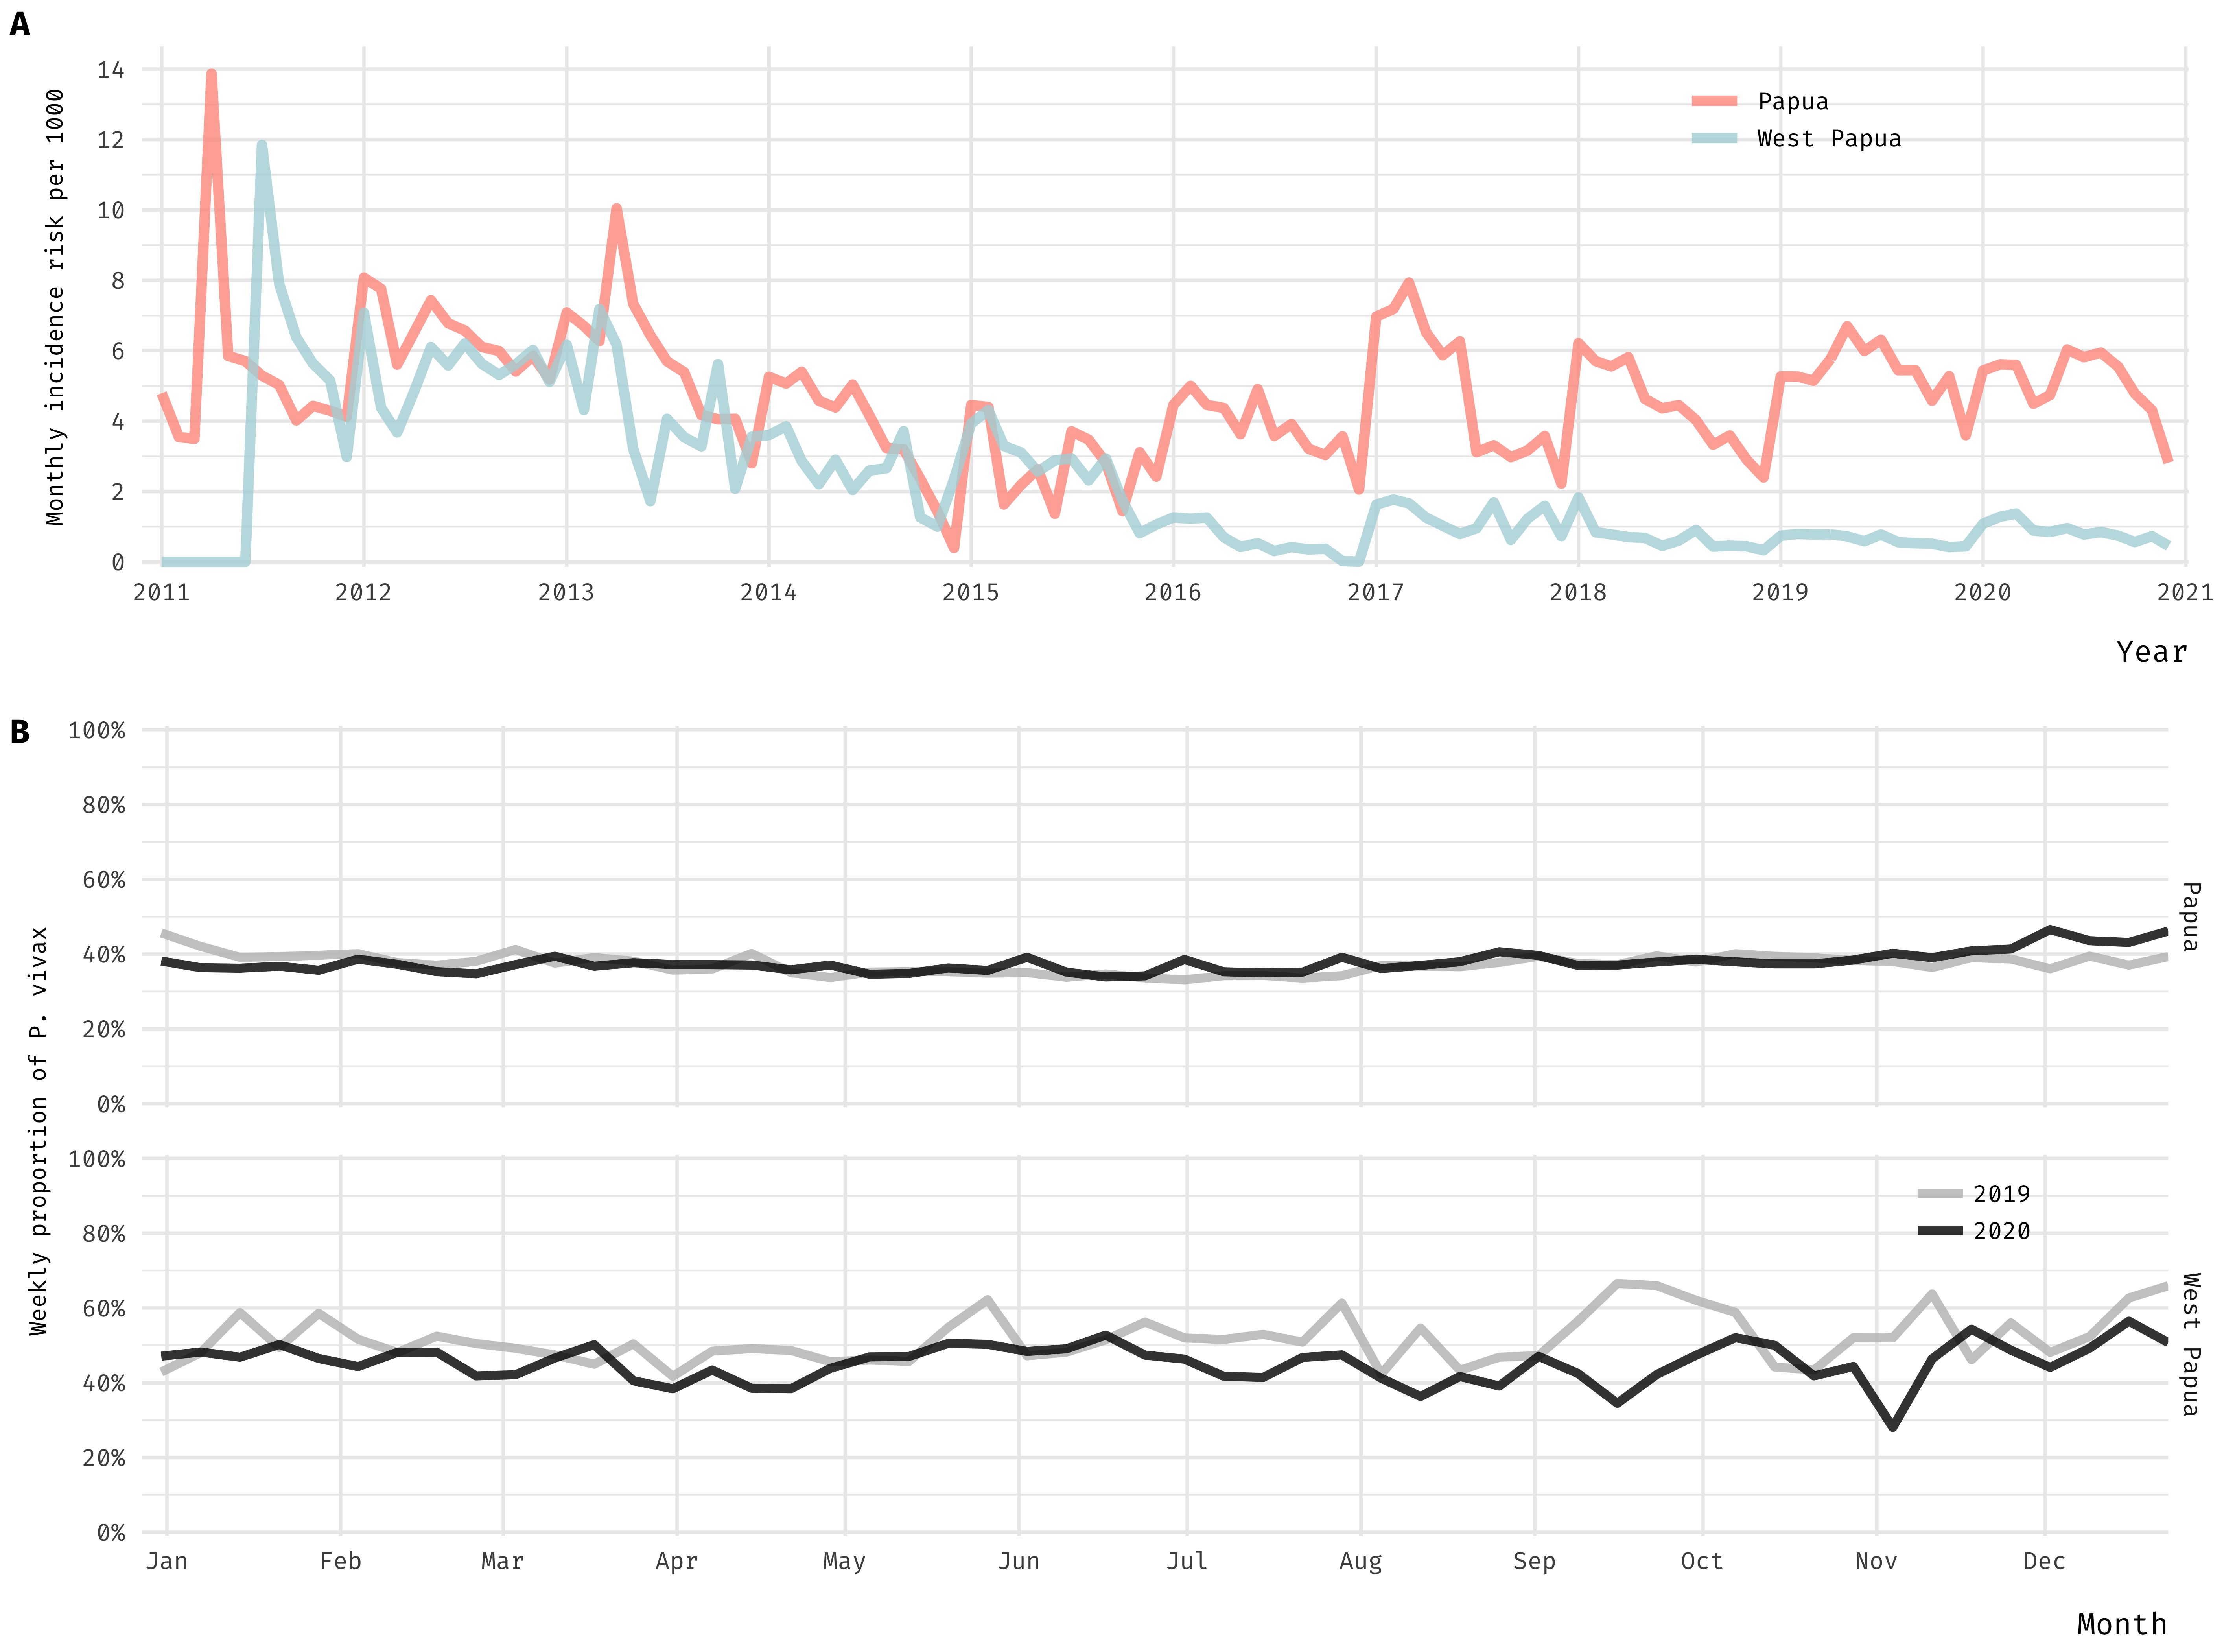 A
Monthly incidence risk per 1000
14
12
10
8
6
4
2
0
Papua
West Papua
2011 2012 2013 2014 2015 2016 2017 2018 2019 2020 2021
Year
B
Weekly proportion of P. vivax
100%
80%
60%
40%
20%
0%
Papua
100%
80%
60%
40%
20%
0%
2019
2020
West Papua
Jan Feb Mar Apr May Jun Jul Aug Sep Oct Nov Dec
Month